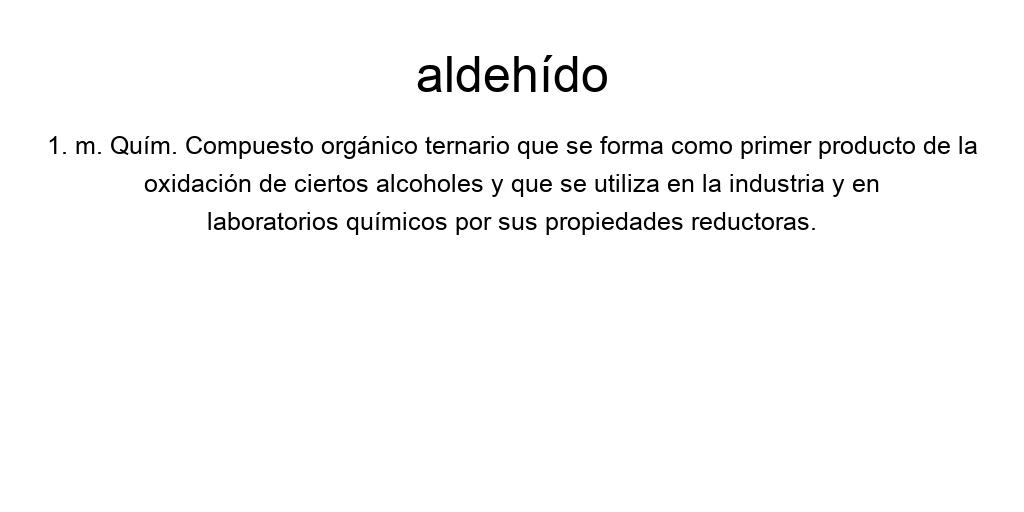 aldehído
1. m. Quím. Compuesto orgánico ternario que se forma como primer producto de la
oxidación de ciertos alcoholes y que se utiliza en la industria y en
laboratorios químicos por sus propiedades reductoras.